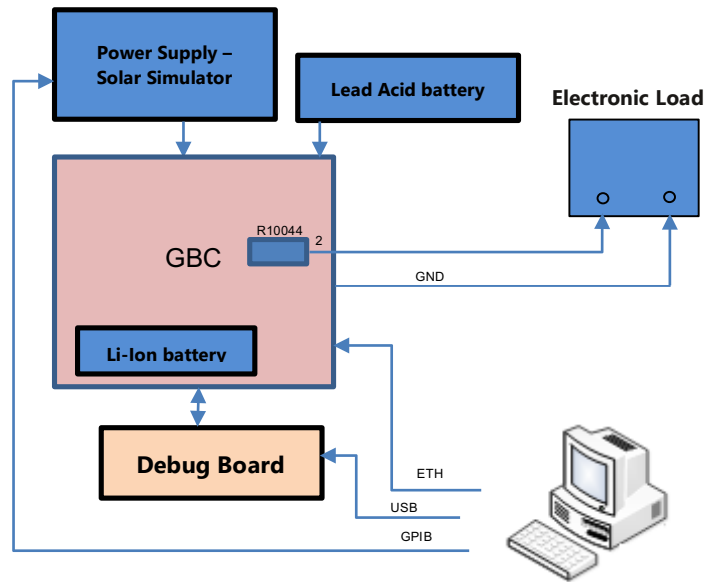 Power Supply –
Solar Simulator
Lead Acid battery
Electronic Load
R10044
2
GBC
GND
Li-Ion battery
Debug Board
ETH
USB
GPIB